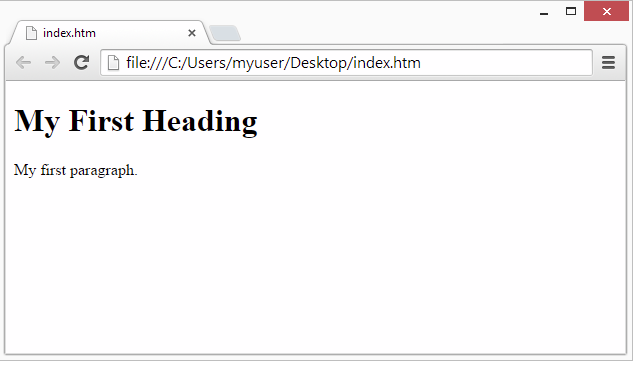 index.htm
file:///C:/Users/myuser/Desktop/index.htm
My First Heading
My first paragraph.